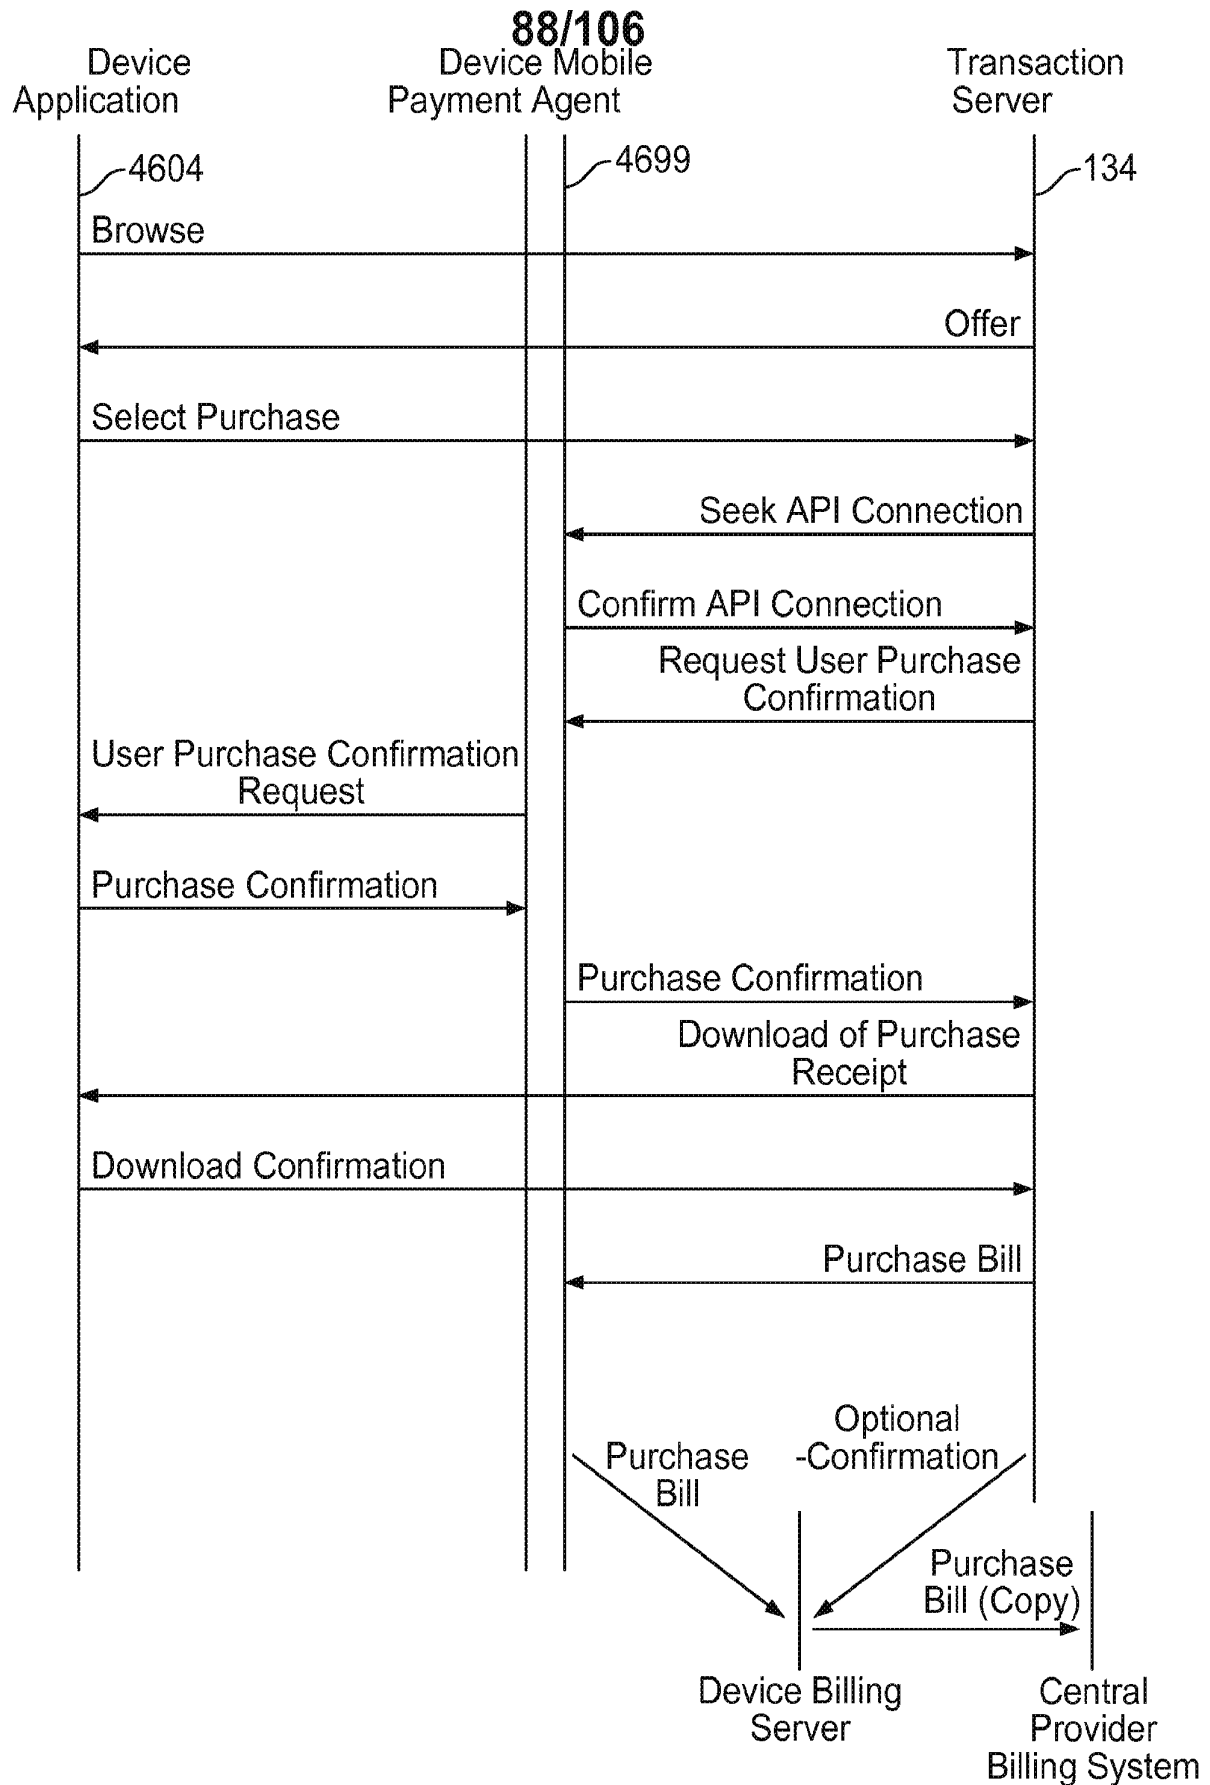 88/106
Device
Application
Device Mobile
Payment Agent
Transaction
Server
4604
4699
134
Browse
Offer
Select Purchase
Seek API Connection
Confirm API Connection
Request User Purchase
Confirmation
User Purchase Confirmation
Request
Purchase Confirmation
Purchase Confirmation
Download of Purchase
Receipt
Download Confirmation
Purchase Bill
Purchase
Bill
Optional
-Confirmation
Purchase
Bill (Copy)
Device Billing
Server
Central
Provider
Billing System